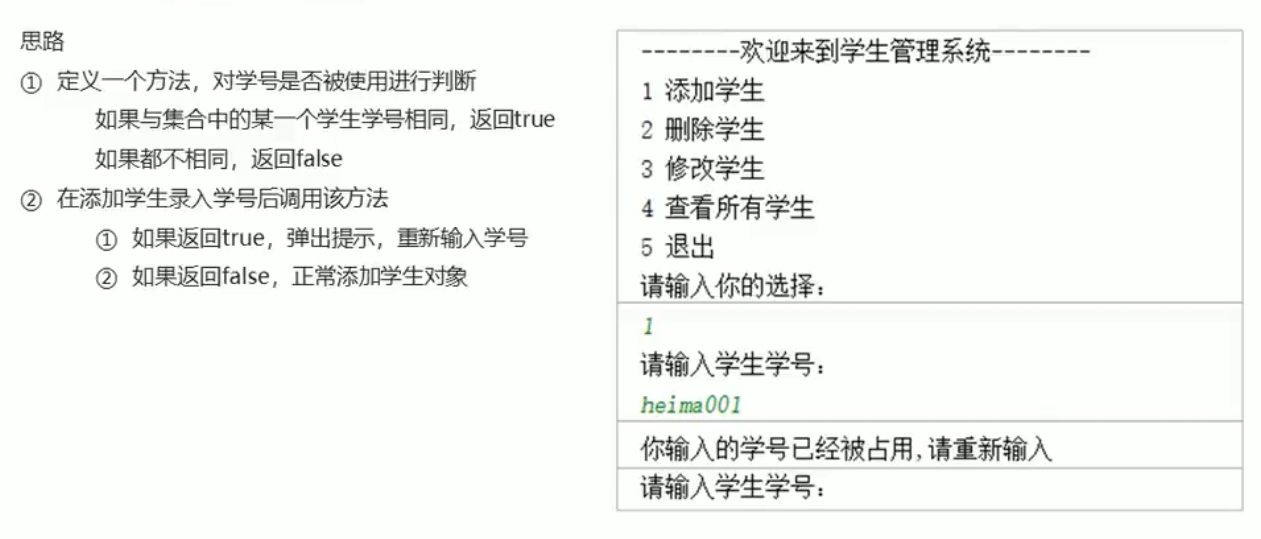 思路
① 定义一个方法，对学号是否被使用进行判断
如果与集合中的某一个学生学号相同，返回true
如果都不相同，返回false
② 在添加学生录入学号后调用该方法
① 如果返回true，弹出提示，重新输入学号
② 如果返回false，正常添加学生对象
--------欢迎来到学生管理系统--------
1 添加学生
2 删除学生
3 修改学生
4 查看所有学生
5 退出
请输入你的选择：
1
请输入学生学号：
heima001
你输入的学号已经被占用,请重新输入
请输入学生学号：